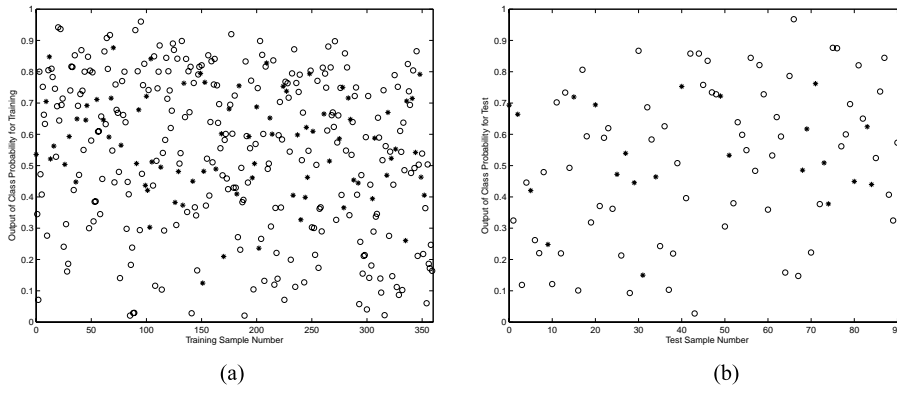 1
0.9
0.8
0.7
0.6
0.5
0.4
0.3
0.2
0.1
0
Output of Class Probability for Training
0 50 100 150 200 250 300 350
Training Sample Number
(a)
1
0.9
0.8
0.7
0.6
0.5
0.4
0.3
0.2
0.1
0
Output of Class Probability for Test
0 10 20 30 40 50 60 70 80 90
Test Sample Number
(b)